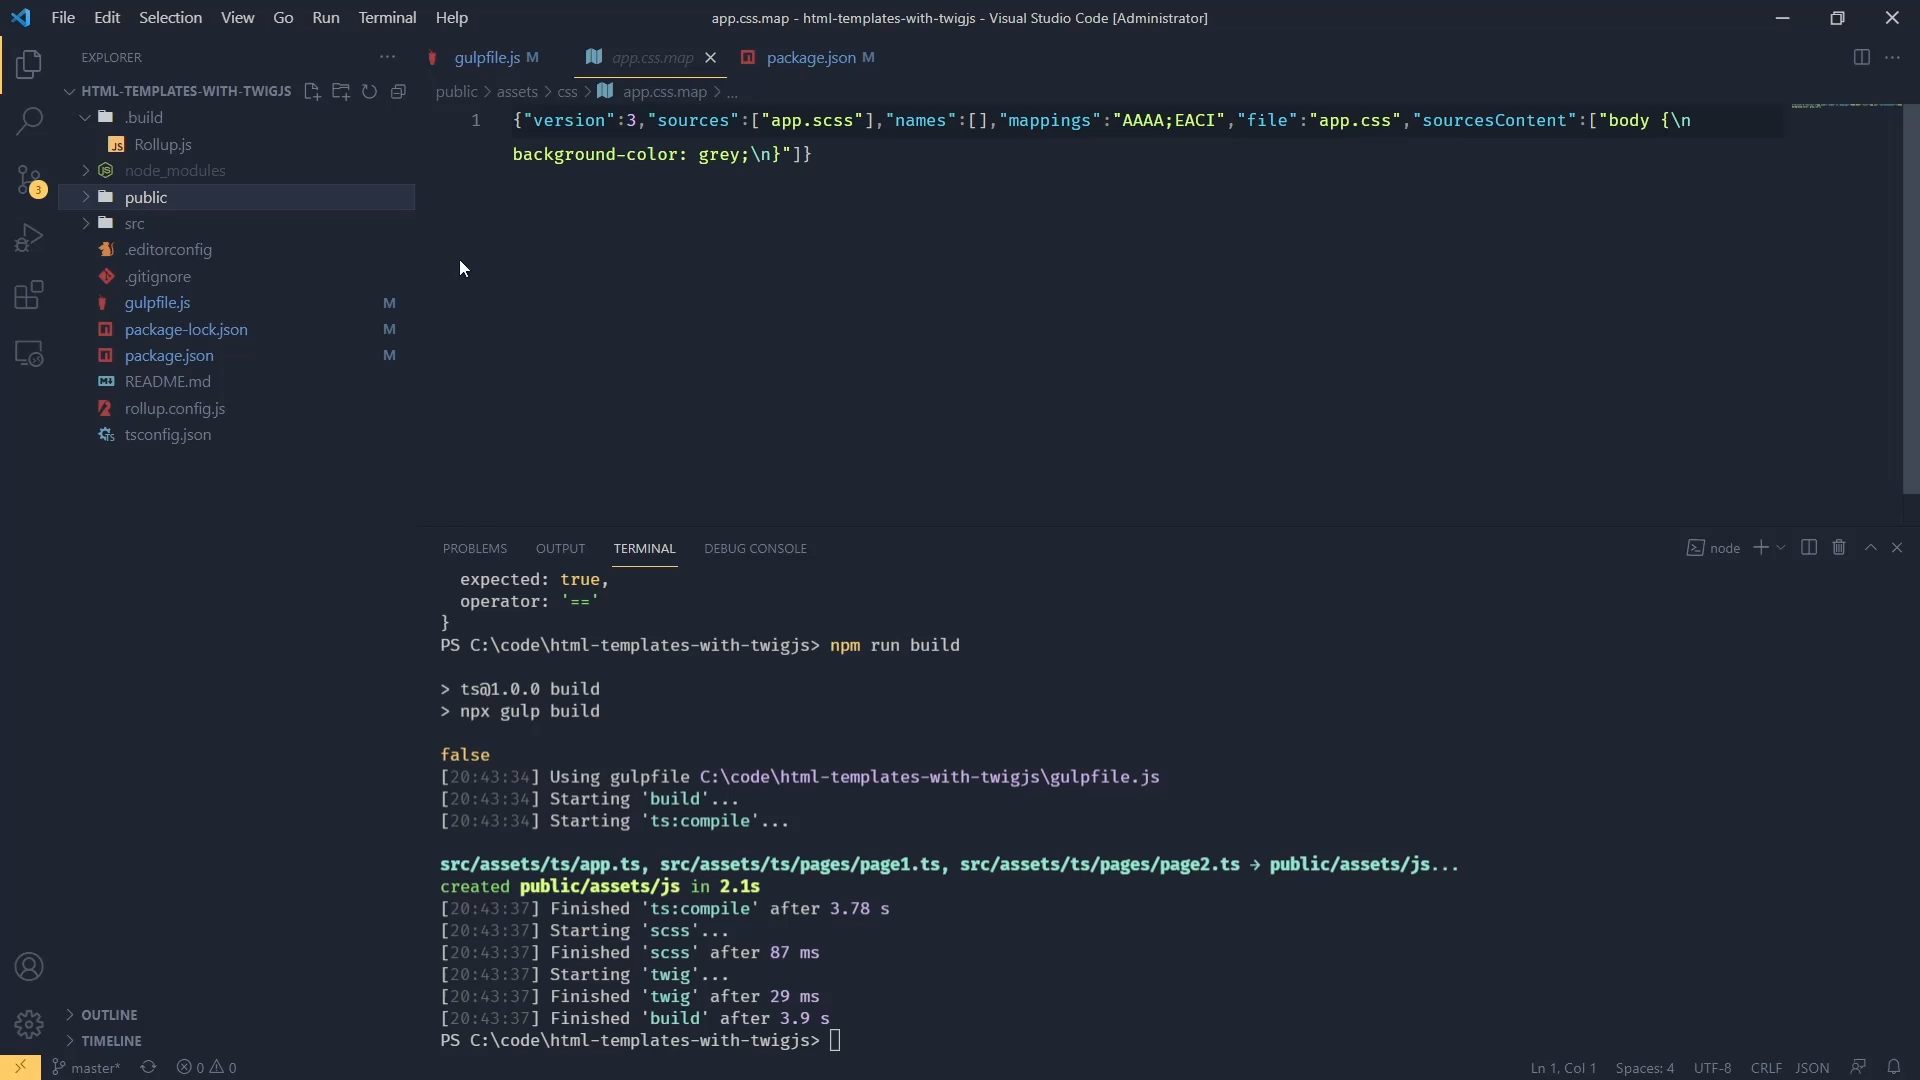 File Edit Selection View Go Run Terminal Help
app.css.map - html-templates-with-twigjs - Visual Studio Code [Administrator]
EXPLORER
HTML-TEMPLATES-WITH-TWIGJS
.build
JS Rollup.js
node_modules
public
src
.editorconfig
.gitignore
gulpfile.js M
package-lock.json M
package.json M
README.md
rollup.config.js
TS tsconfig.json
3
OUTLINE
TIMELINE
gulpfile.js M app.css.map package.json M
public > assets > css > app.css.map > ...
1 {"version":3,"sources":["app.scss"],"names":[],"mappings":"AAAA;EACI","file":"app.css","sourcesContent":["body {\n
background-color: grey;\n}"]}
PROBLEMS OUTPUT TERMINAL DEBUG CONSOLE
node
expected: true,
operator: '=='
}
PS C:\code\html-templates-with-twigjs> npm run build
> ts@1.0.0 build
> npx gulp build
false
[20:43:34] Using gulpfile C:\code\html-templates-with-twigjs\gulpfile.js
[20:43:34] Starting 'build'...
[20:43:34] Starting 'ts:compile'...
src/assets/ts/app.ts, src/assets/ts/pages/page1.ts, src/assets/ts/pages/page2.ts → public/assets/js...
created public/assets/js in 2.1s
[20:43:37] Finished 'ts:compile' after 3.78 s
[20:43:37] Starting 'scss'...
[20:43:37] Finished 'scss' after 87 ms
[20:43:37] Starting 'twig'...
[20:43:37] Finished 'twig' after 29 ms
[20:43:37] Finished 'build' after 3.9 s
PS C:\code\html-templates-with-twigjs>
master* 0 0
Ln 1, Col 1 Spaces: 4 UTF-8 CRLF JSON